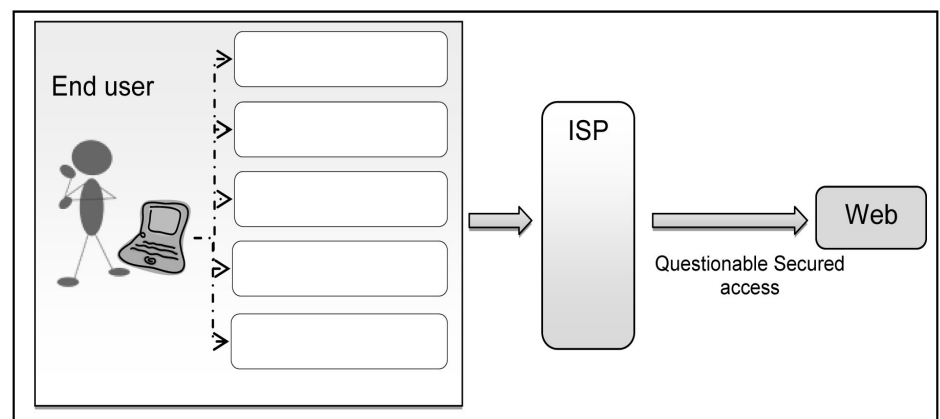 End user
ISP
Web
Questionable Secured
access